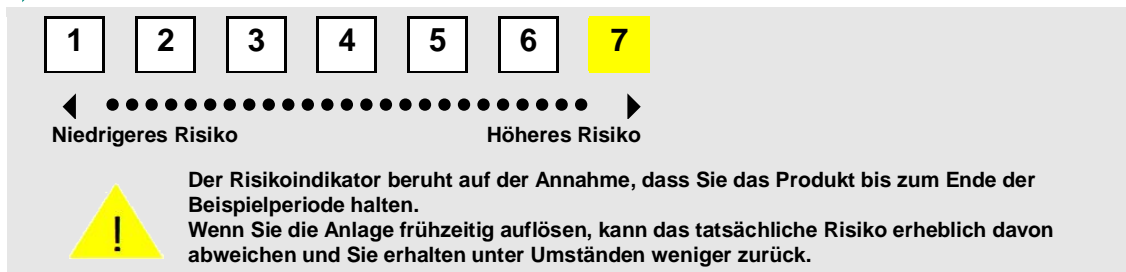 1 2 3 4 5 6 7
Niedrigeres Risiko Höheres Risiko
Der Risikoindikator beruht auf der Annahme, dass Sie das Produkt bis zum Ende der
Beispielperiode halten.
!
Wenn Sie die Anlage frühzeitig auflösen, kann das tatsächliche Risiko erheblich davon
abweichen und Sie erhalten unter Umständen weniger zurück.